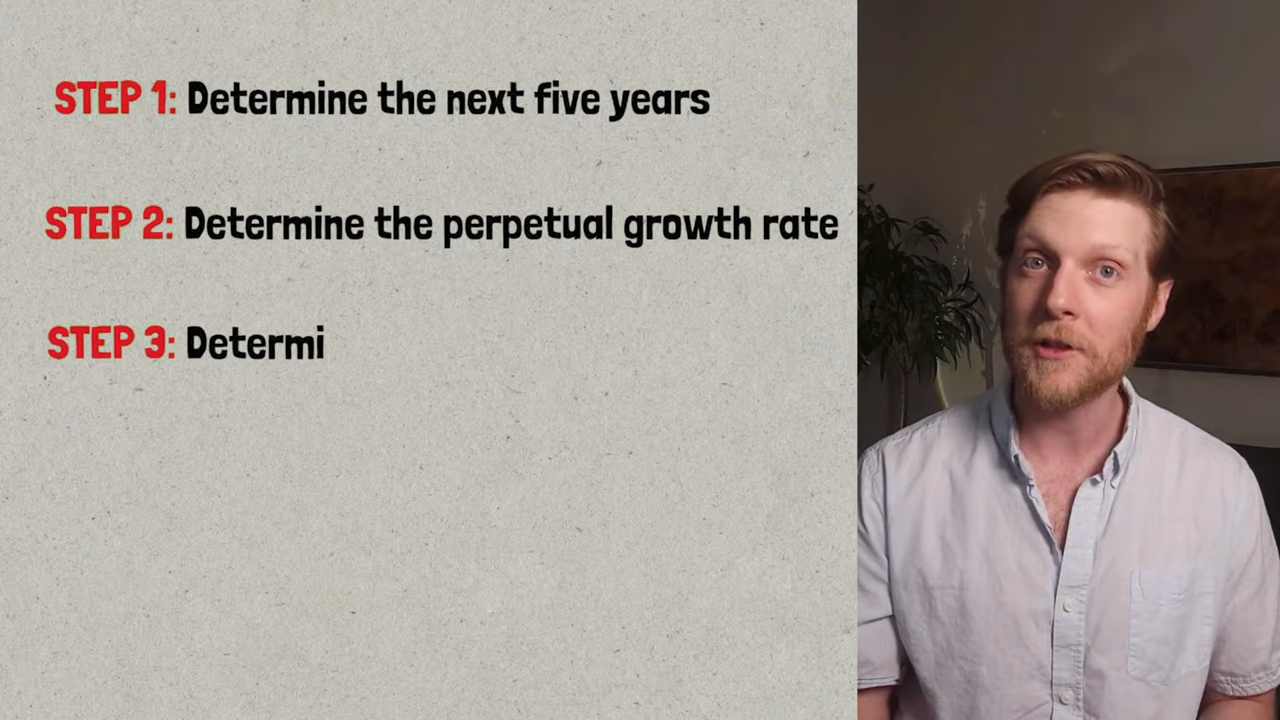 STEP 1: Determine the next five years
STEP 2: Determine the perpetual growth rate
STEP 3: Determi